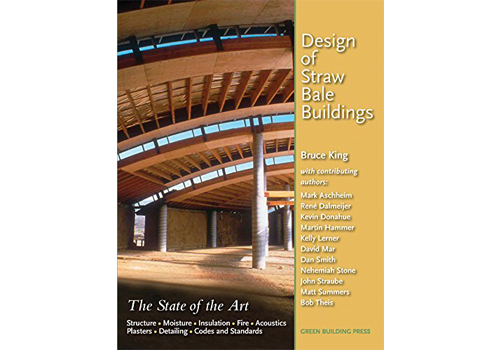 Design
of
Straw
Bale
Buildings
Bruce King
with contributing
authors:
Mark Aschheim
René Dalmeijer
Kevin Donahue
Martin Hammer
Kelly Lerner
David Mar
Dan Smith
Nehemiah Stone
John Straube
Matt Summers
Bob Theis
The State of the Art
Structure • Moisture • Insulation • Fire • Acoustics
Plasters • Detailing • Codes and Standards
GREEN BUILDING PRESS